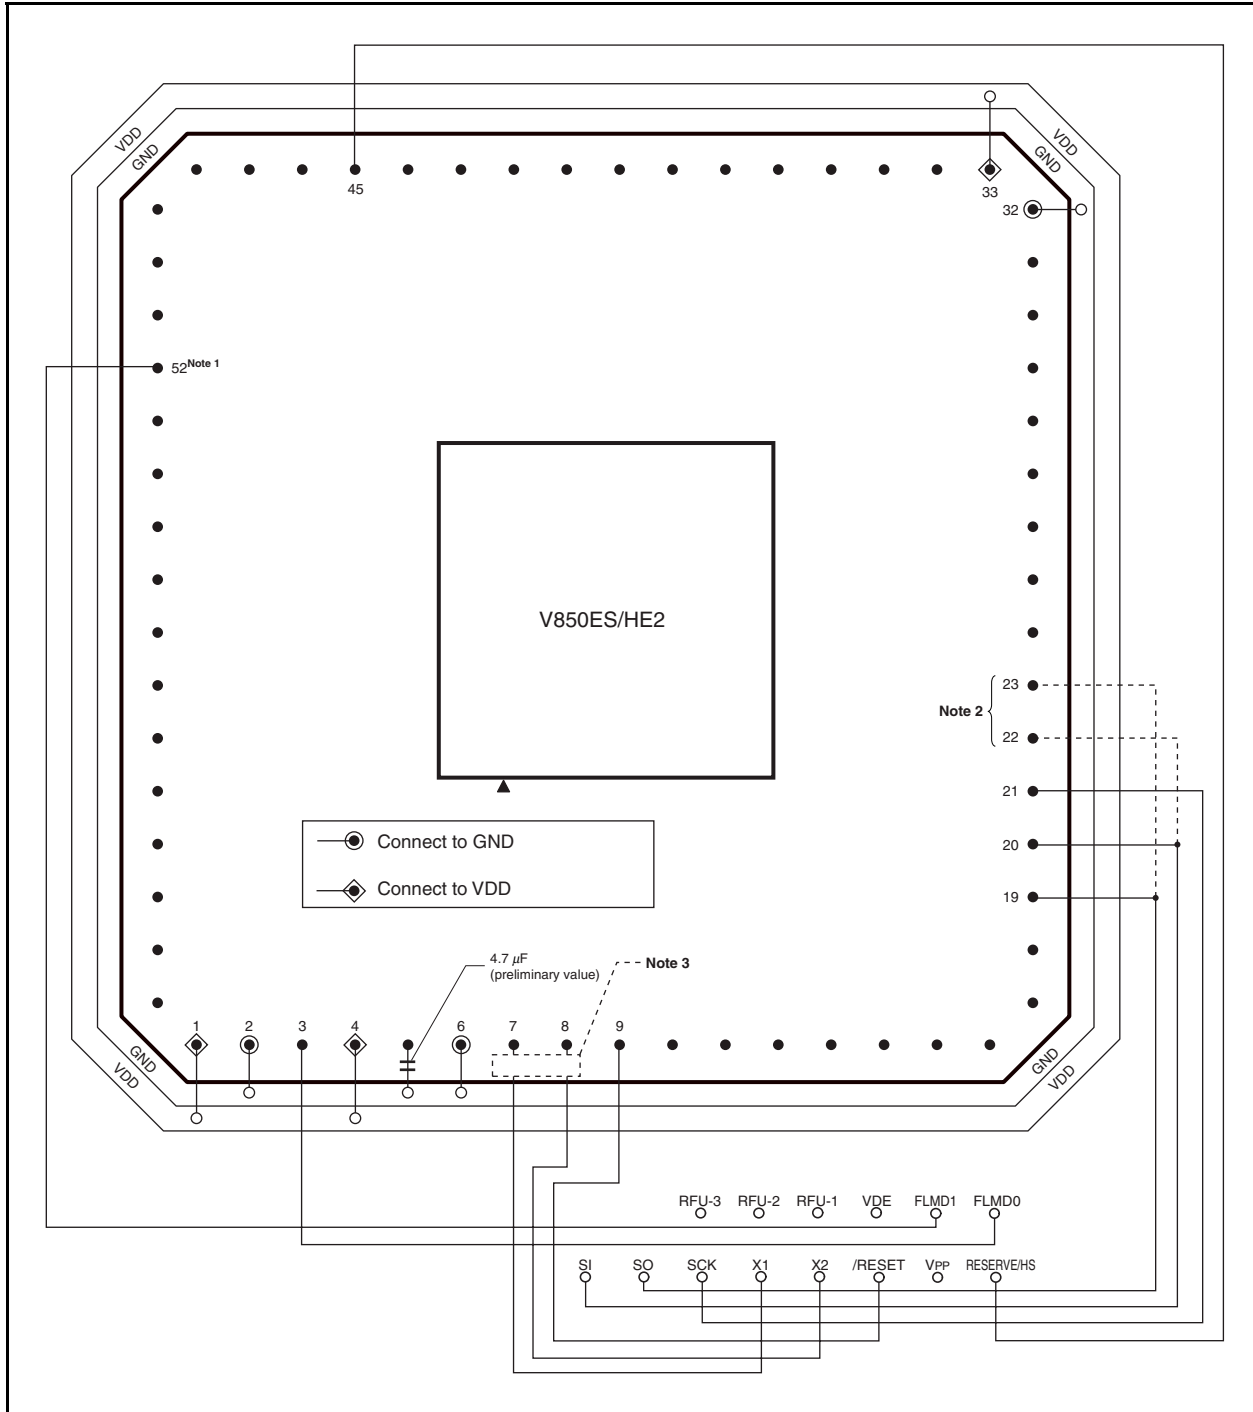 VDD
GND
VDD
GND
45
33
32
52Note 1
V850ES/HE2
23
Note 2
22
21
Connect to GND
20
Connect to VDD
19
4.7 μF
(preliminary value)
Note 3
1
2
3
4
6
7
8
9
GND
VDD
GND
VDD
RFU-3 RFU-2 RFU-1 VDE FLMD1 FLMD0
SI SO SCK X1 X2 /RESET VPP RESERVE/HS